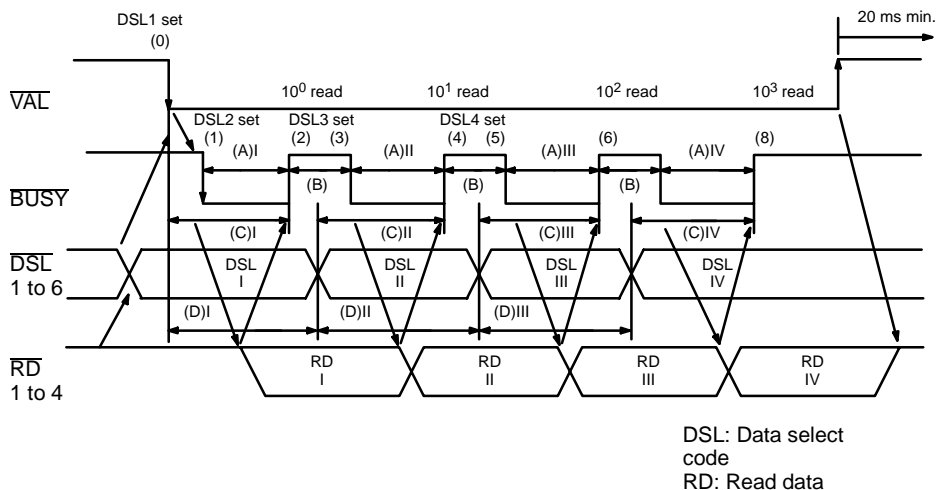 DSL1 set
(0)
20 ms min.
VAL
10⁰ read 10¹ read 10² read 10³ read
DSL2 set DSL3 set DSL4 set
(1) (2) (3) (4) (5) (6) (8)
(A)I (A)II (A)III (A)IV
(B) (B) (B)
BUSY
(C)I (C)II (C)III (C)IV
DSL
1 to 6
DSL
I
DSL
II
DSL
III
DSL
IV
(D)I (D)II (D)III
RD
1 to 4
RD
I
RD
II
RD
III
RD
IV
DSL: Data select
code
RD: Read data